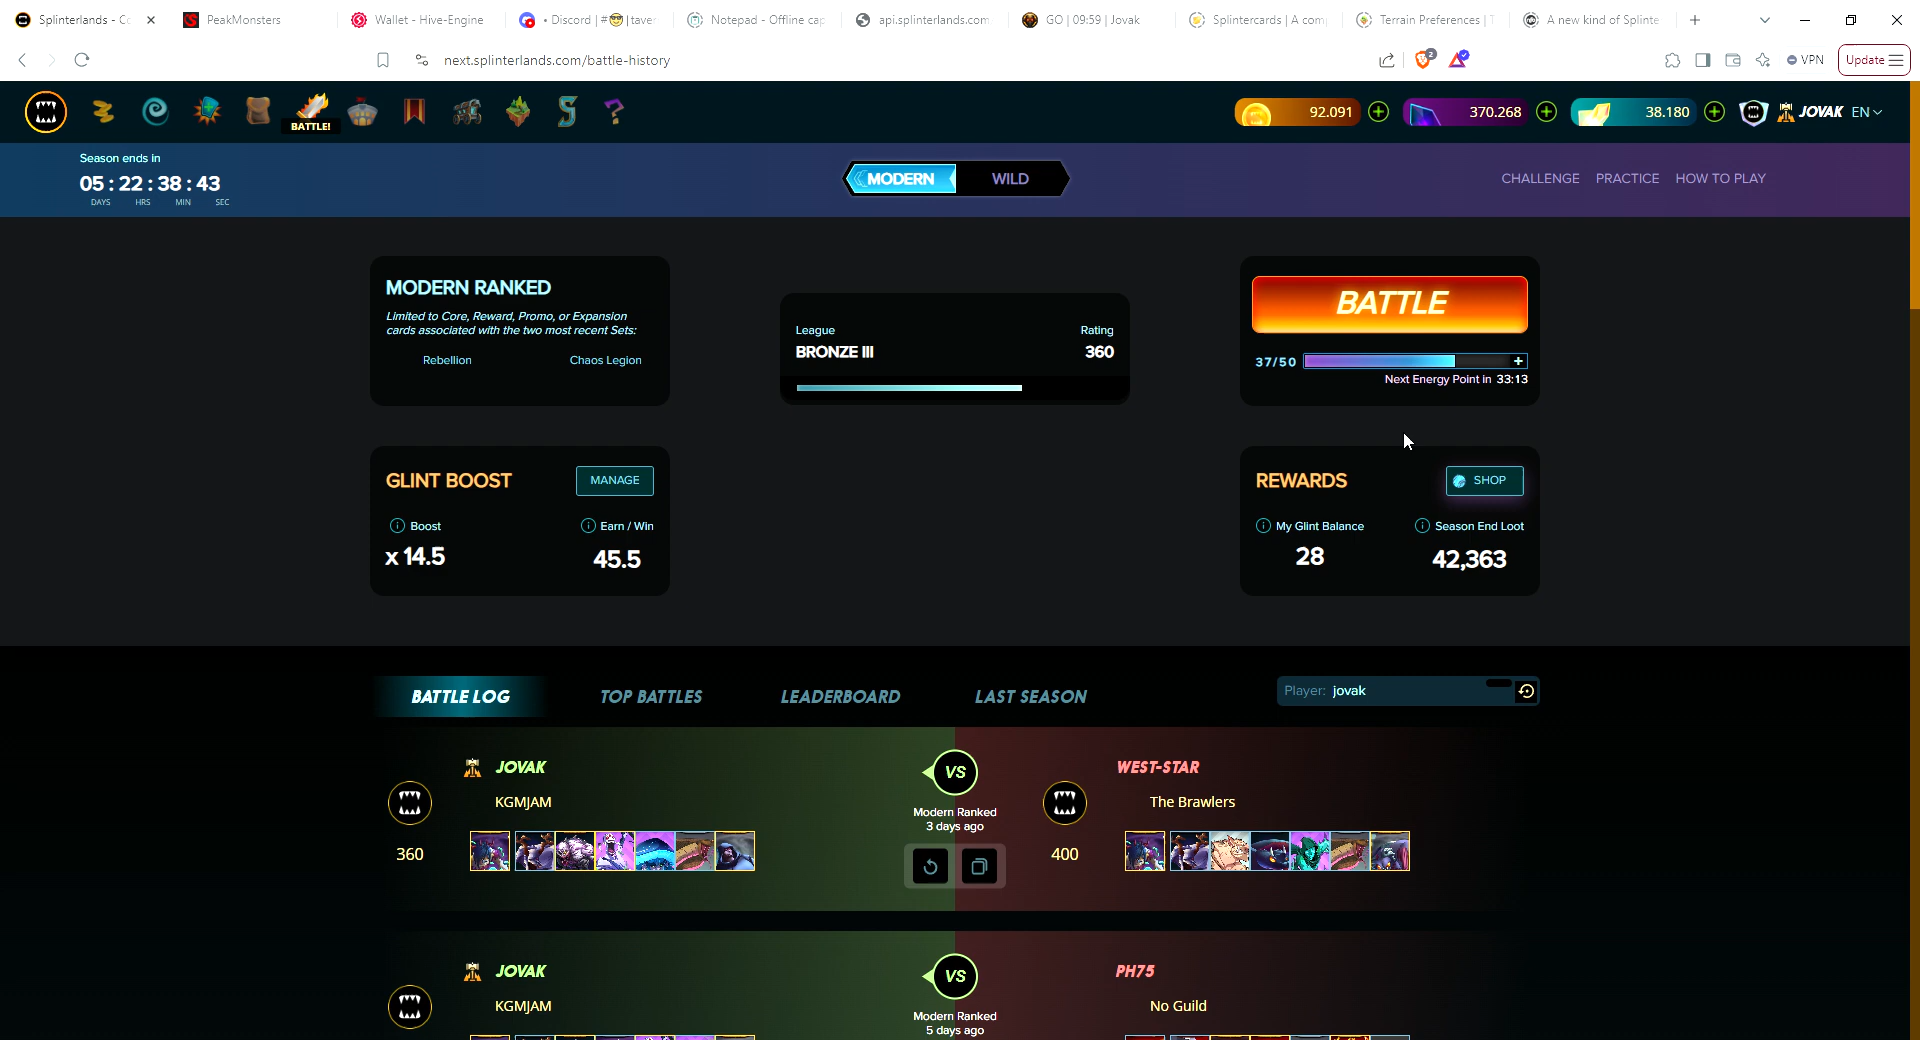 Splinterlands - Co
PeakMonsters
Wallet - Hive-Engine
• Discord | #😎|tave
Notepad - Offline cap
api.splinterlands.com
GO | 09:59 | Jovak
Splintercards | A com
Terrain Preferences | T
A new kind of Splinte
next.splinterlands.com/battle-history
2
VPN
Update
BATTLE!
92.091
370.268
38.180
JOVAK
EN
Season ends in
05 : 22 : 38 : 43
DAYS HRS MIN SEC
MODERN
WILD
CHALLENGE
PRACTICE
HOW TO PLAY
MODERN RANKED
Limited to Core, Reward, Promo, or Expansion
cards associated with the two most recent Sets:
Rebellion
Chaos Legion
League
Rating
BRONZE III
360
BATTLE
37/50
+
Next Energy Point in 33:13
GLINT BOOST
MANAGE
Boost
Earn / Win
x 14.5
45.5
REWARDS
SHOP
My Glint Balance
Season End Loot
28
42,363
BATTLE LOG
TOP BATTLES
LEADERBOARD
LAST SEASON
Player: jovak
JOVAK
KGMJAM
360
VS
Modern Ranked
3 days ago
WEST-STAR
The Brawlers
400
JOVAK
KGMJAM
VS
Modern Ranked
5 days ago
PH75
No Guild